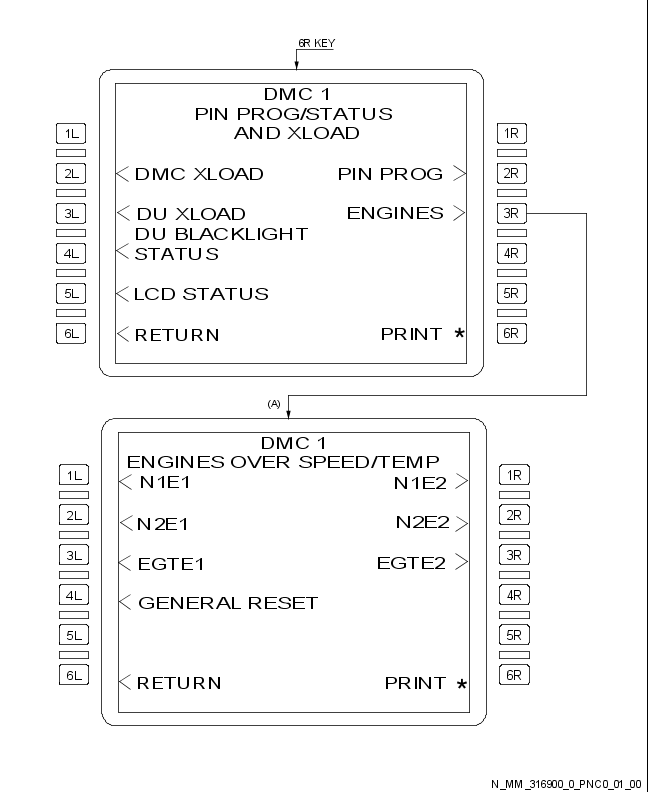 6R KEY
DMC 1
PIN PROG/STATUS
AND XLOAD
1L 1R
2L < DMC XLOAD PIN PROG > 2R
3L < DU XLOAD ENGINES > 3R
DU BLACKLIGHT
4L < STATUS 4R
5L < LCD STATUS 5R
6L < RETURN PRINT * 6R
(A)
DMC 1
ENGINES OVER SPEED/TEMP
1L < N1E1 N1E2 > 1R
2L < N2E1 N2E2 > 2R
3L < EGTE1 EGTE2 > 3R
4L < GENERAL RESET 4R
5L 5R
6L < RETURN PRINT * 6R
N_MM_316900_0_PNC0_01_00